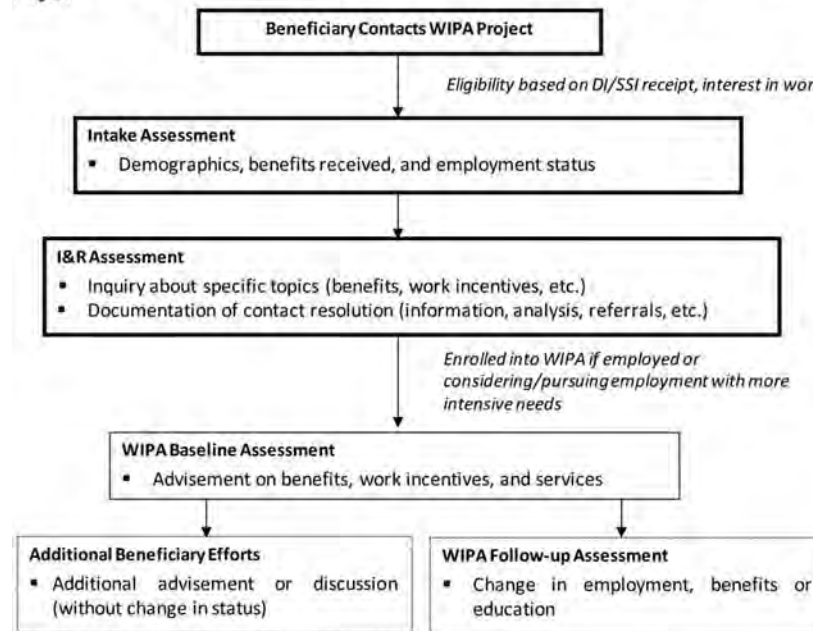 Beneficiary Contacts WIPA Project
Eligibility based on DI/SSI receipt, interest in wor
Intake Assessment
▪ Demographics, benefits received, and employment status
I&R Assessment
▪ Inquiry about specific topics (benefits, work incentives, etc.)
▪ Documentation of contact resolution (information, analysis, referrals, etc.)
Enrolled into WIPA if employed or
considering/pursuing employment with more
intensive needs
WIPA Baseline Assessment
▪ Advisement on benefits, work incentives, and services
Additional Beneficiary Efforts
▪ Additional advisement or discussion
(without change in status)
WIPA Follow-up Assessment
▪ Change in employment, benefits or
education